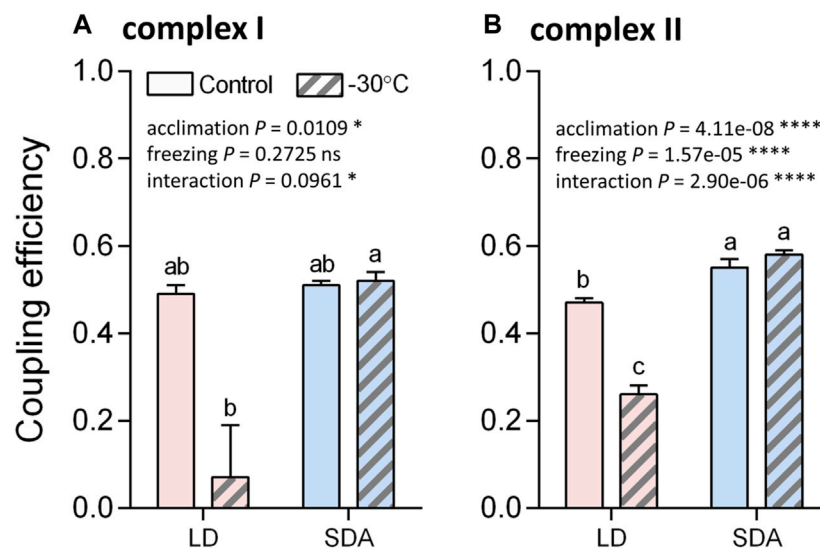 A complex I
1.0
0.8
0.6
0.4
0.2
0.0
Coupling efficiency
Control -30°C
acclimation P = 0.0109 *
freezing P = 0.2725 ns
interaction P = 0.0961 *
ab
b
ab
a
LD SDA
B complex II
1.0
0.8
0.6
0.4
0.2
0.0
acclimation P = 4.11e-08 ****
freezing P = 1.57e-05 ****
interaction P = 2.90e-06 ****
b
c
a
a
LD SDA